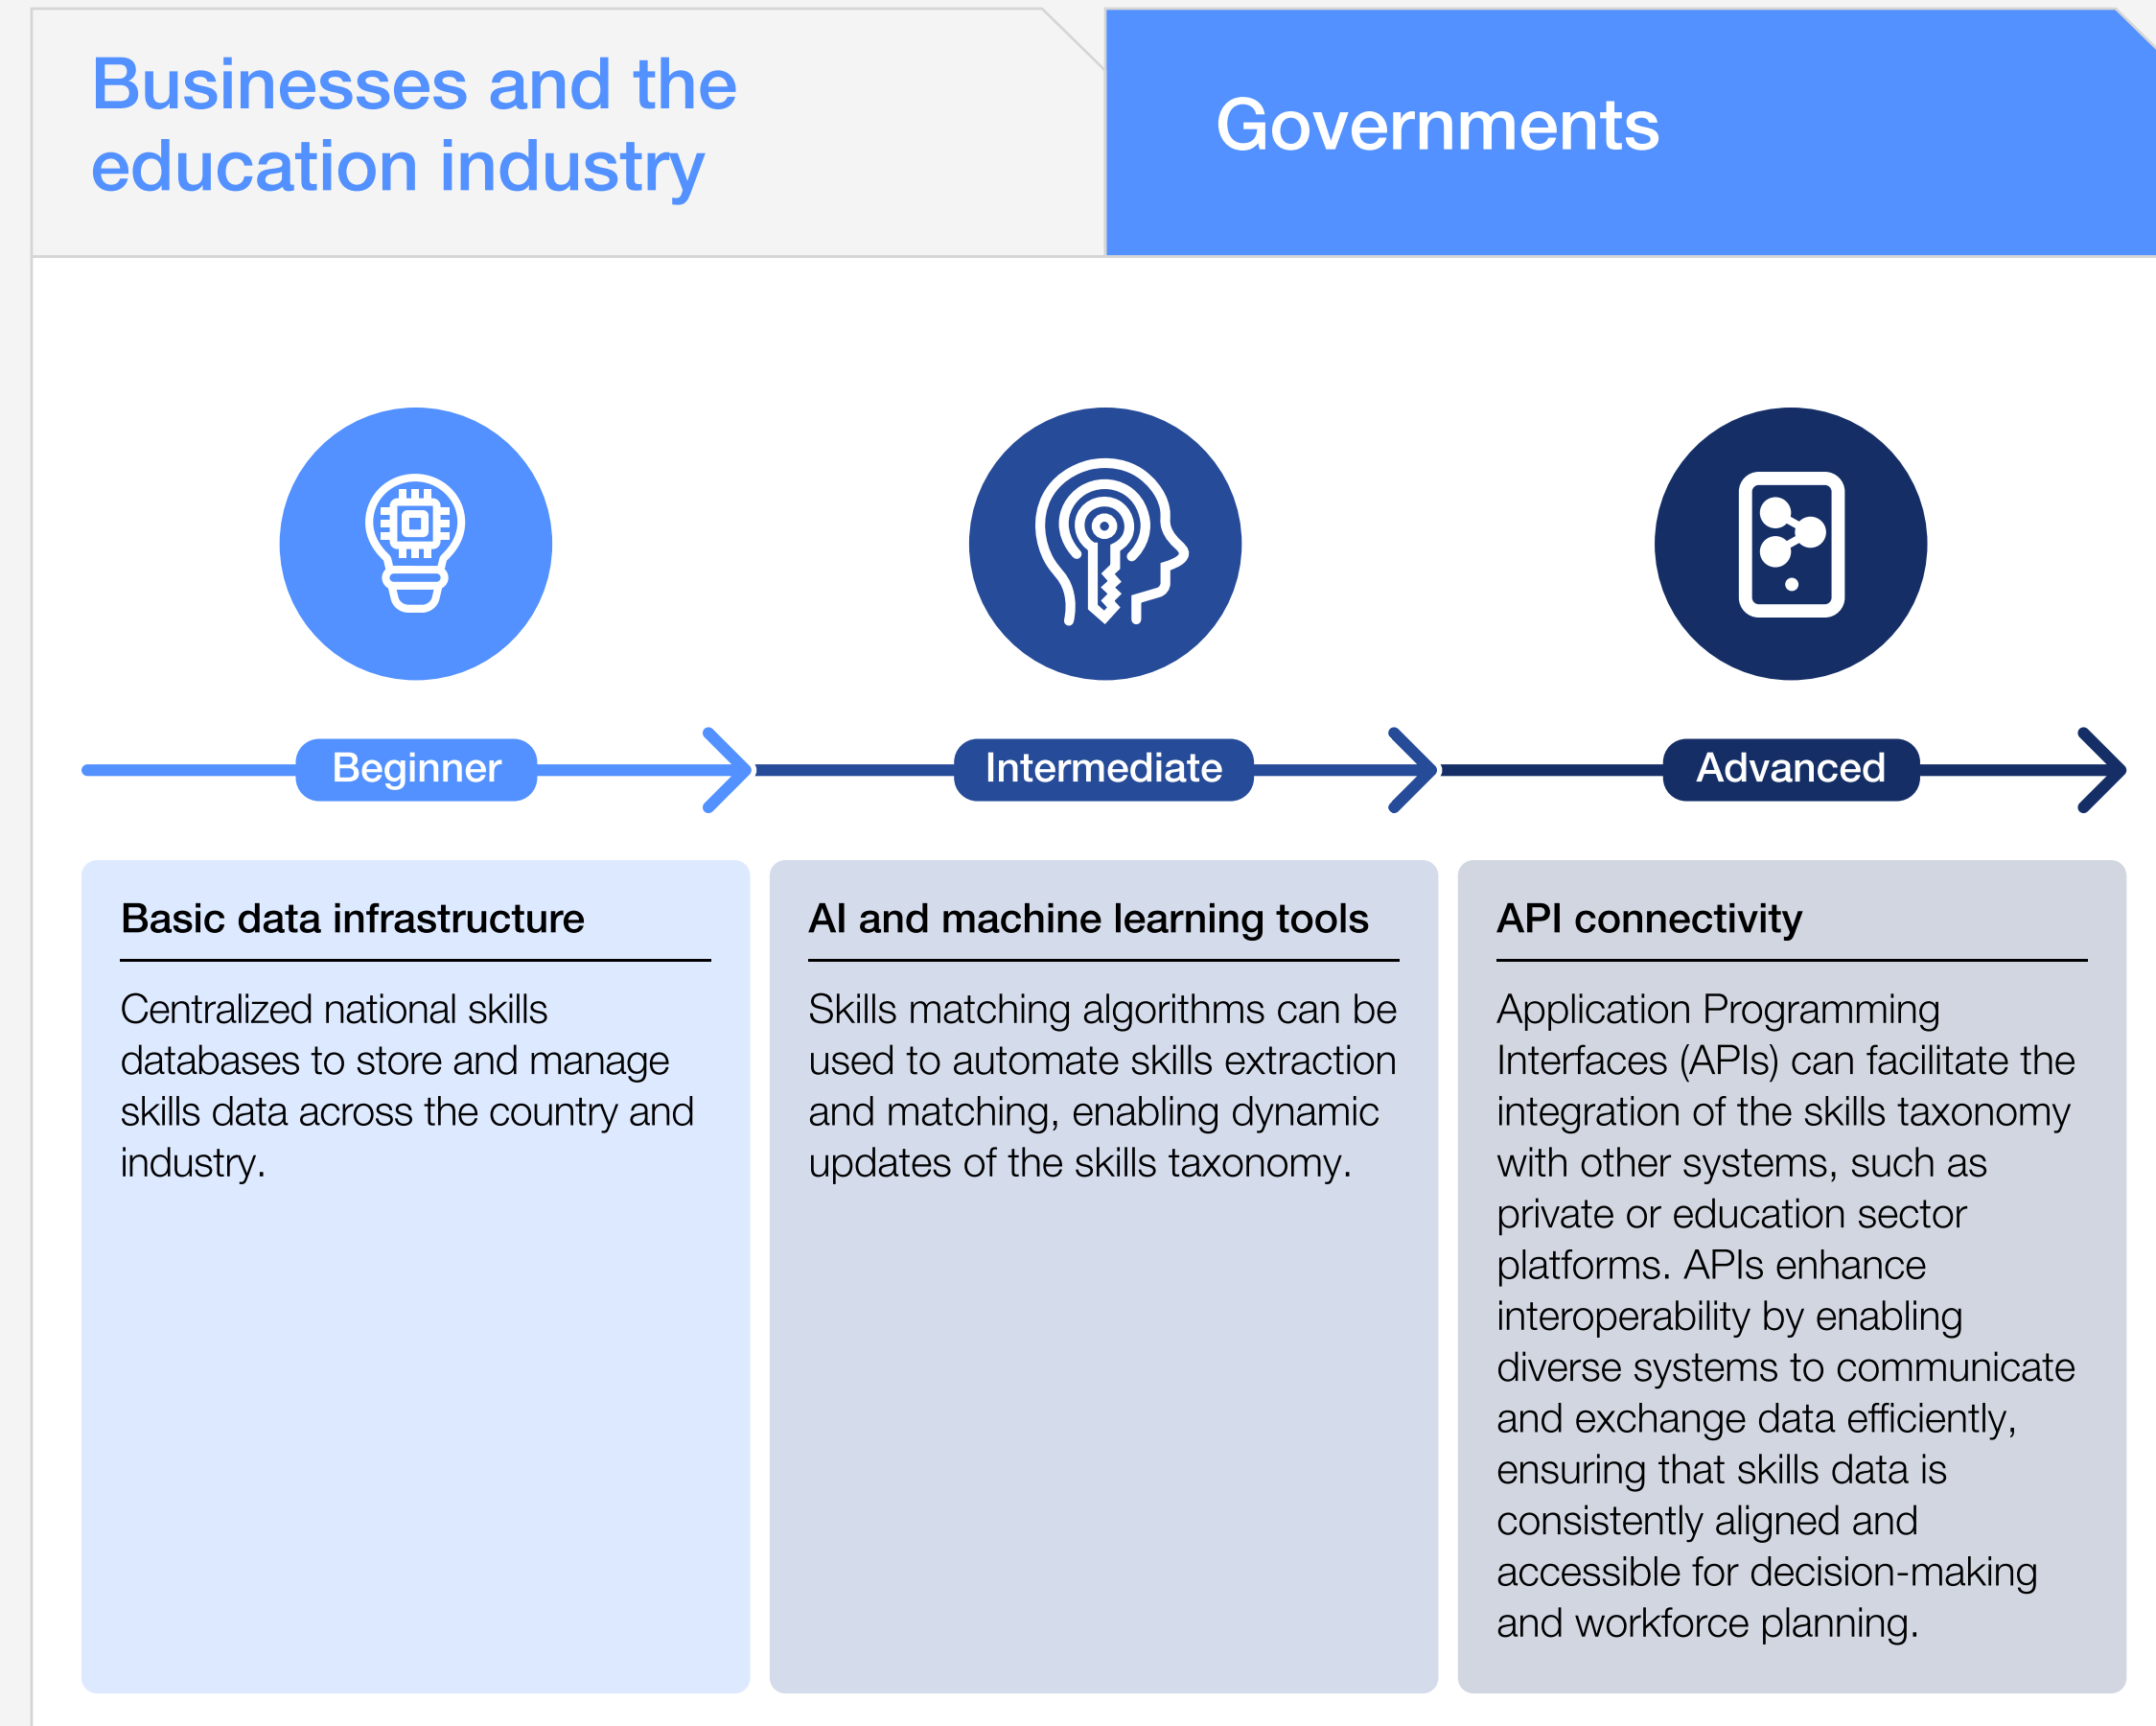 Businesses and the
education industry
Governments
Beginner
Intermediate
Advanced
Basic data infrastructure
Centralized national skills
databases to store and manage
skills data across the country and
industry.
AI and machine learning tools
Skills matching algorithms can be
used to automate skills extraction
and matching, enabling dynamic
updates of the skills taxonomy.
API connectivity
Application Programming
Interfaces (APIs) can facilitate the
integration of the skills taxonomy
with other systems, such as
private or education sector
platforms. APIs enhance
interoperability by enabling
diverse systems to communicate
and exchange data efficiently,
ensuring that skills data is
consistently aligned and
accessible for decision-making
and workforce planning.